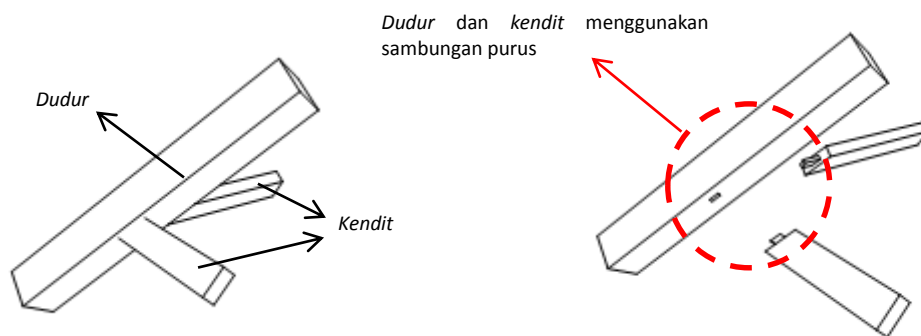 Dudur dan kendit menggunakan
sambungan purus
Dudur
Kendit